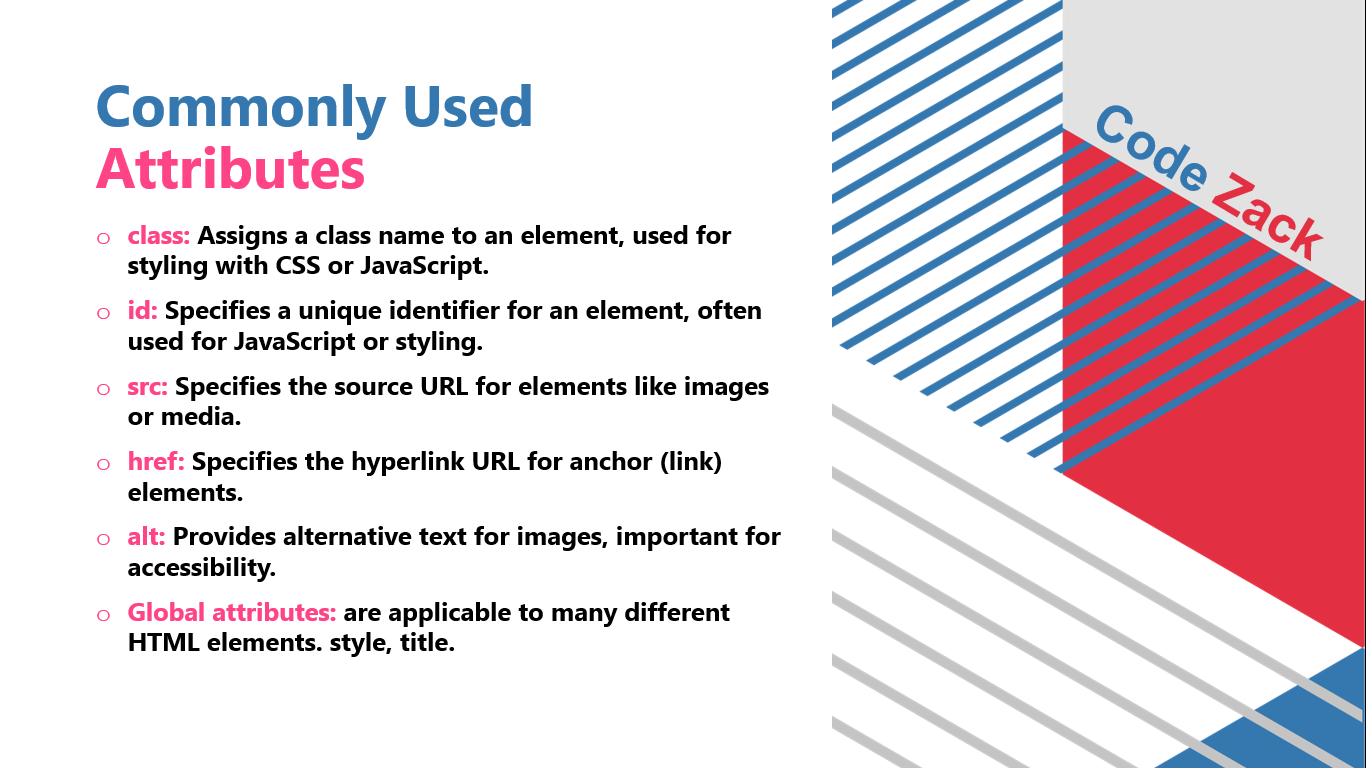 Commonly Used
Attributes
o class: Assigns a class name to an element, used for
styling with CSS or JavaScript.
o id: Specifies a unique identifier for an element, often
used for JavaScript or styling.
o src: Specifies the source URL for elements like images
or media.
o href: Specifies the hyperlink URL for anchor (link)
elements.
o alt: Provides alternative text for images, important for
accessibility.
o Global attributes: are applicable to many different
HTML elements. style, title.
Code Zack